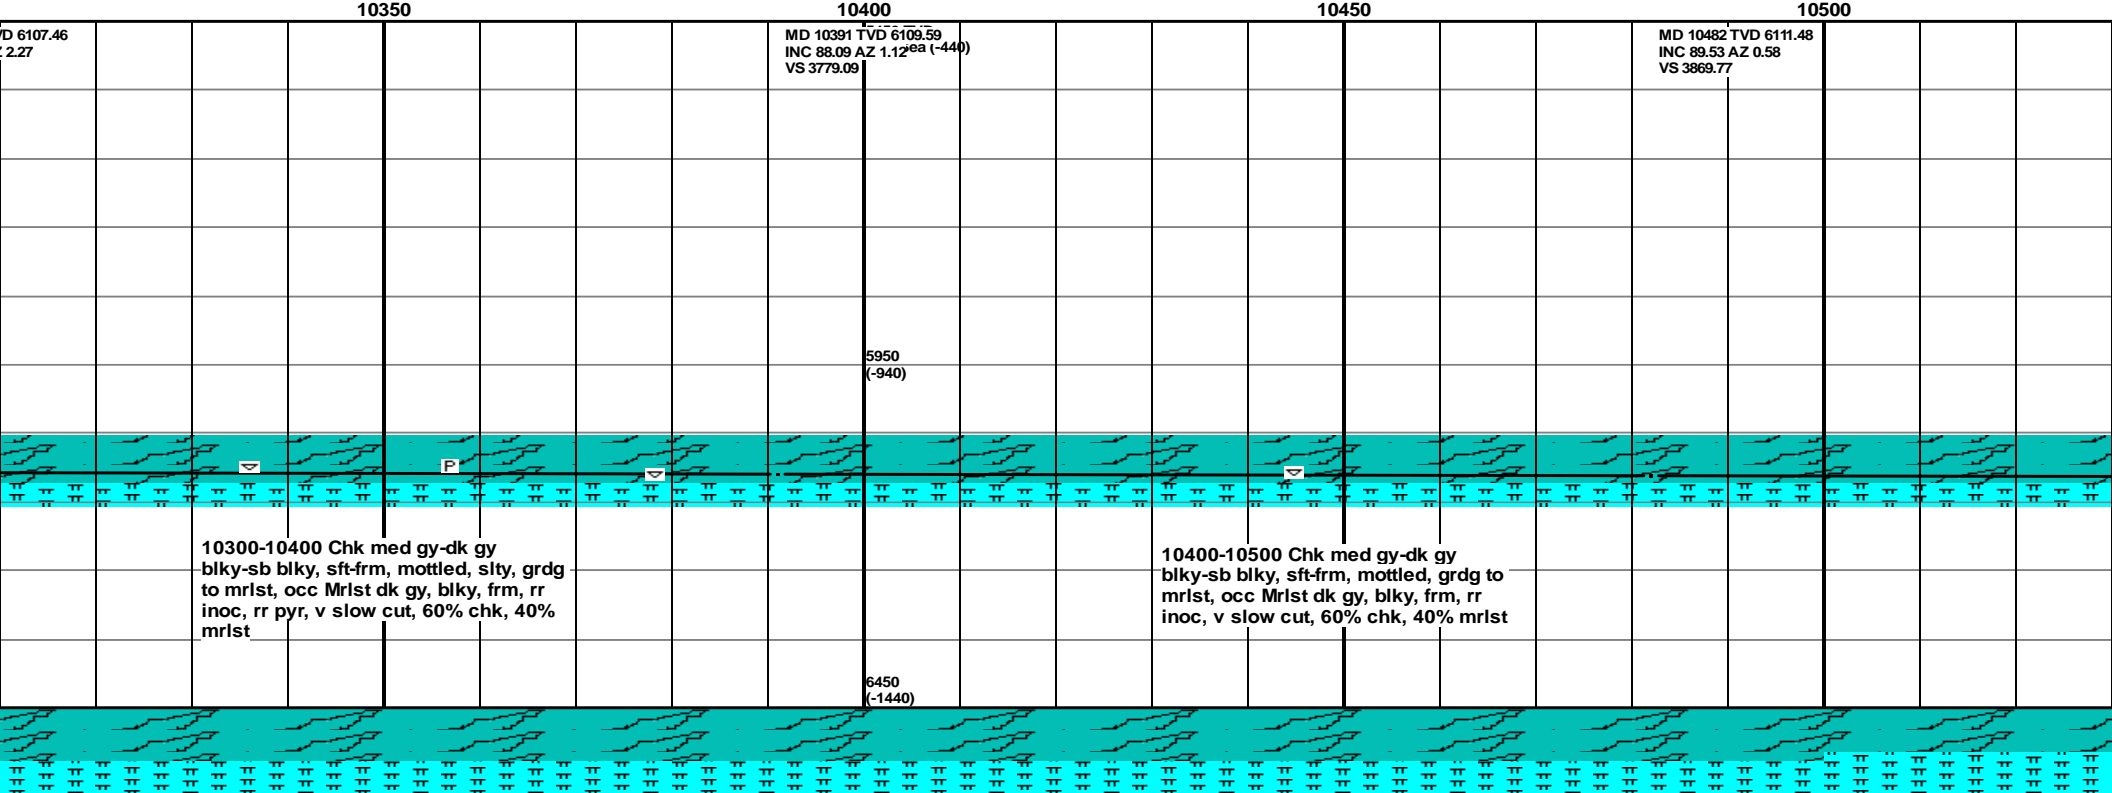 10350 10400 10450 10500
VD 6107.46
Z 2.27
MD 10391 TVD 6109.59
INC 88.09 AZ 1.12
VS 3779.09
ea (-440)
MD 10482 TVD 6111.48
INC 89.53 AZ 0.58
VS 3869.77
5950
(-940)
P
10300-10400 Chk med gy-dk gy
blky-sb blky, sft-frm, mottled, slty, grdg
to mrlst, occ Mrlst dk gy, blky, frm, rr
inoc, rr pyr, v slow cut, 60% chk, 40%
mrlst
10400-10500 Chk med gy-dk gy
blky-sb blky, sft-frm, mottled, grdg to
mrlst, occ Mrlst dk gy, blky, frm, rr
inoc, v slow cut, 60% chk, 40% mrlst
6450
(-1440)